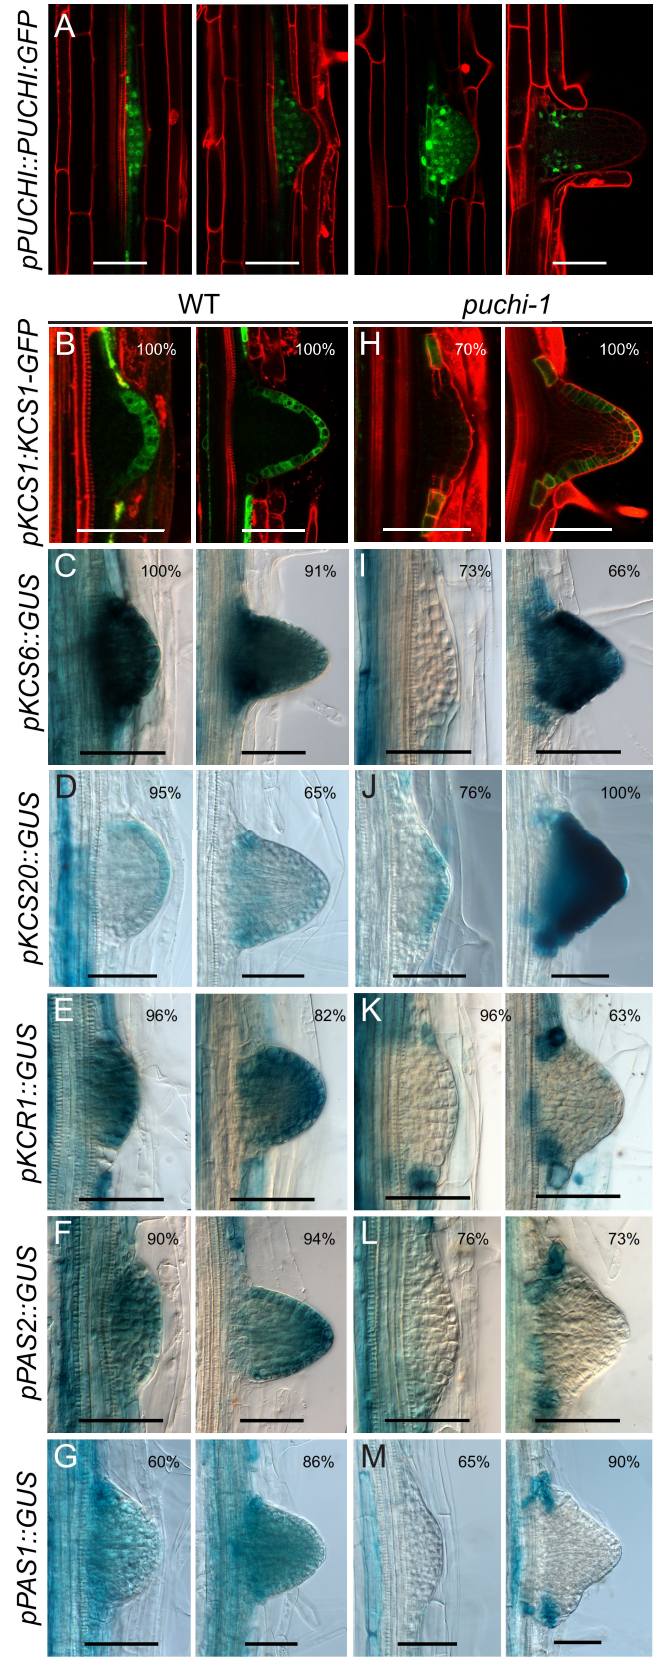 A
pPUCHI::PUCHI:GFP
WT
puchi-1
B
100%
100%
H
70%
100%
pKCS1:KCS1-GFP
C
100%
91%
I
73%
66%
pKCS6::GUS
D
95%
65%
J
76%
100%
pKCS20::GUS
E
96%
82%
K
96%
63%
pKCR1::GUS
F
90%
94%
L
76%
73%
pPAS2::GUS
G
60%
86%
M
65%
90%
pPAS1::GUS